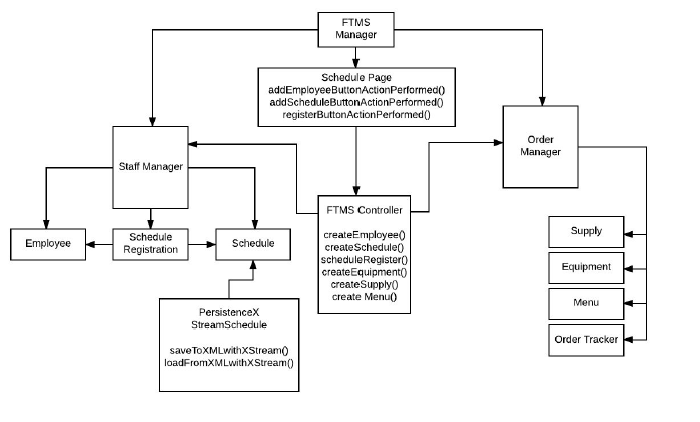 FTMS
Manager
Schedule Page
addEmployeeButtonActionPerformed()
addScheduleButtonActionPerformed()
registerButtonActionPerformed()
Order
Manager
Staff Manager
FTMS Controller
createEmployee()
createSchedule()
scheduleRegister()
createEquipment()
createSupply()
create Menu()
Employee
Schedule
Registration
Schedule
Supply
Equipment
Menu
Order Tracker
PersistenceX
StreamSchedule
saveToXMLwithXStream()
loadFromXMLwithXStream()